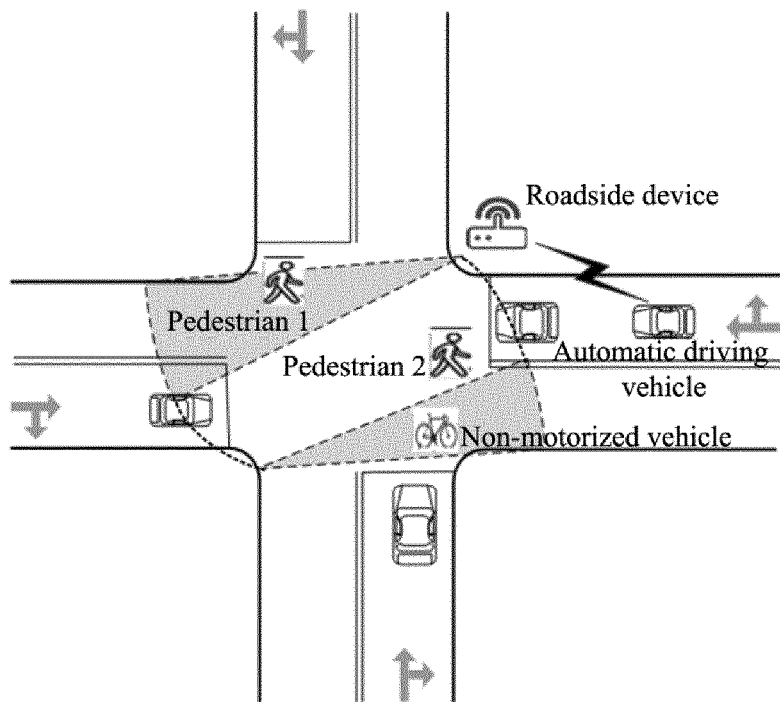 Roadside device
Pedestrian 1
Pedestrian 2
Automatic driving
vehicle
Non-motorized vehicle